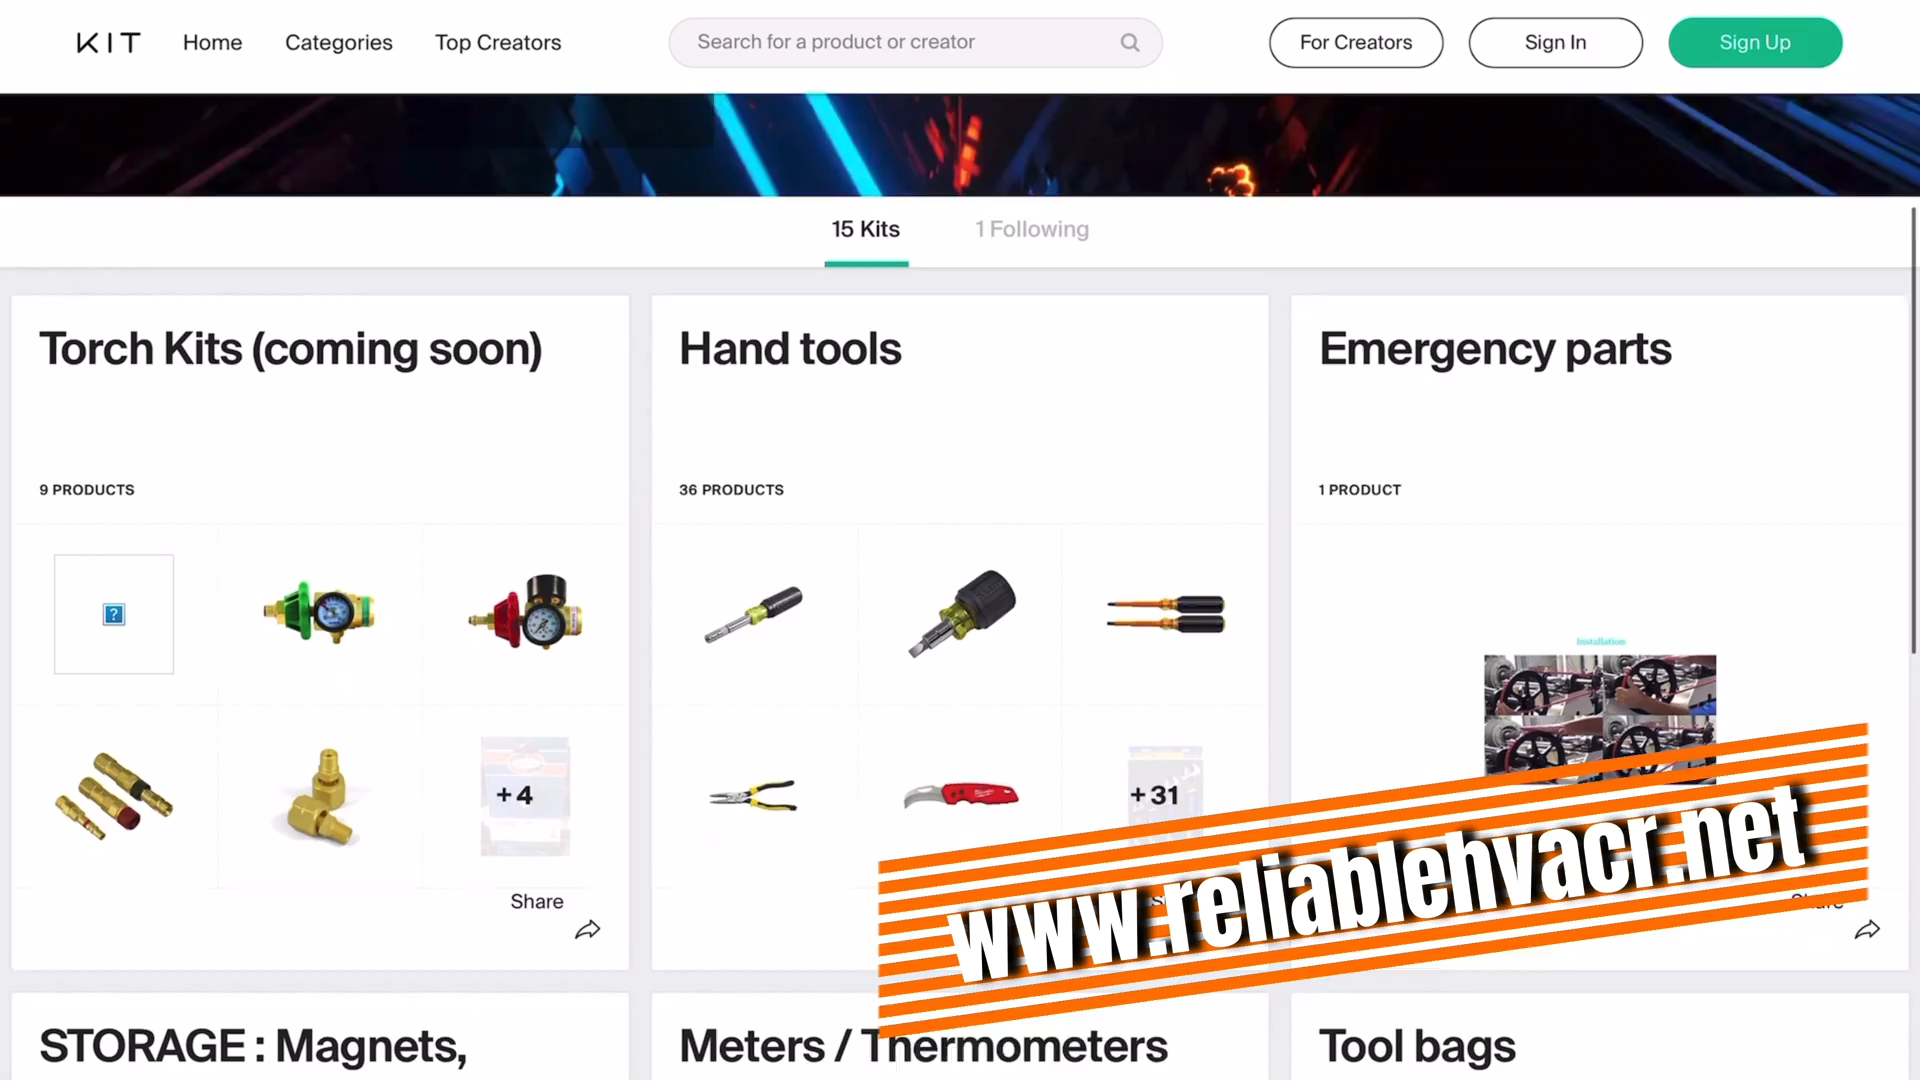 KIT
Home
Categories
Top Creators
Search for a product or creator
For Creators
Sign In
Sign Up
15 Kits
1 Following
Torch Kits (coming soon)
9 PRODUCTS
?
+4
Share
Hand tools
36 PRODUCTS
+31
Emergency parts
1 PRODUCT
Installation
Share
www.reliablehvacr.net
STORAGE : Magnets,
Meters / Thermometers
Tool bags